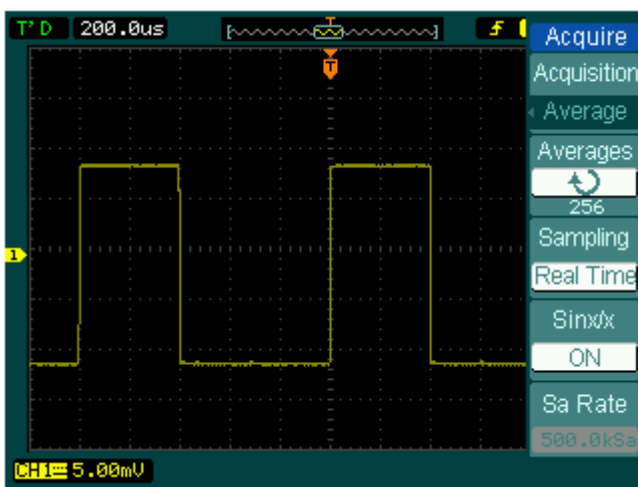 T'D 200.0us
T
Acquire
Acquisition
Average
Averages
256
Sampling
Real Time
Sinx/x
ON
Sa Rate
500.0kSa
T
1
CH1 5.00mV